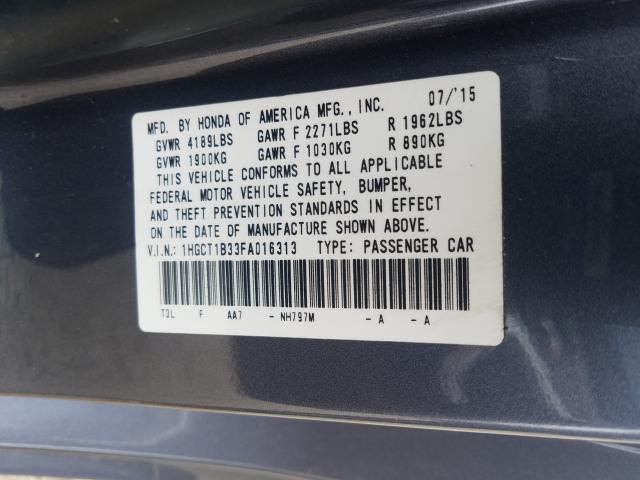 MFD. BY HONDA OF AMERICA MFG., INC. 07/'15
GVWR 4189LBS GAWR F 2271LBS R 1962LBS
GVWR 1900KG GAWR F 1030KG R 890KG
THIS VEHICLE CONFORMS TO ALL APPLICABLE
FEDERAL MOTOR VEHICLE SAFETY, BUMPER,
AND THEFT PREVENTION STANDARDS IN EFFECT
ON THE DATE OF MANUFACTURE SHOWN ABOVE.
V.I.N.: 1HGCT1B33FA016313 TYPE: PASSENGER CAR
T3L F AA7 - NH797M - A - A